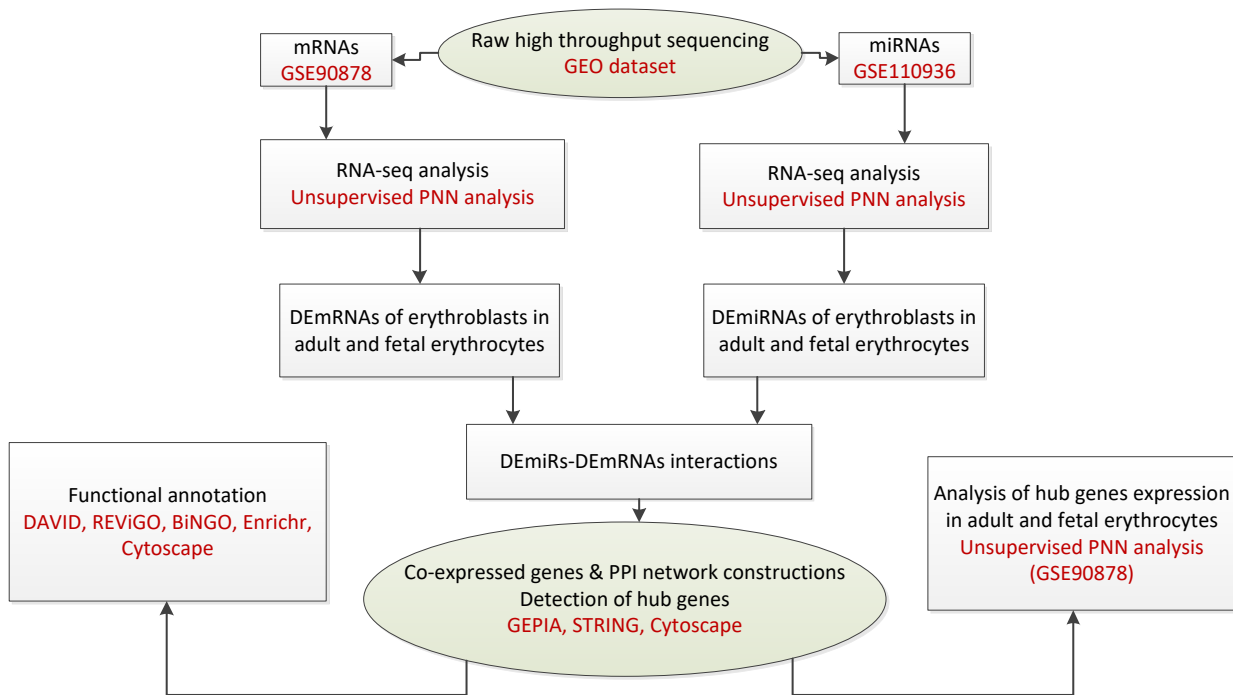 Raw high throughput sequencing
GEO dataset
mRNAs
GSE90878
miRNAs
GSE110936
RNA-seq analysis
Unsupervised PNN analysis
RNA-seq analysis
Unsupervised PNN analysis
DEmRNAs of erythroblasts in
adult and fetal erythrocytes
DEmiRNAs of erythroblasts in
adult and fetal erythrocytes
DEmiRs-DEmRNAs interactions
Functional annotation
DAVID, REViGO, BiNGO, Enrichr,
Cytoscape
Co-expressed genes & PPI network constructions
Detection of hub genes
GEPIA, STRING, Cytoscape
Analysis of hub genes expression
in adult and fetal erythrocytes
Unsupervised PNN analysis
(GSE90878)